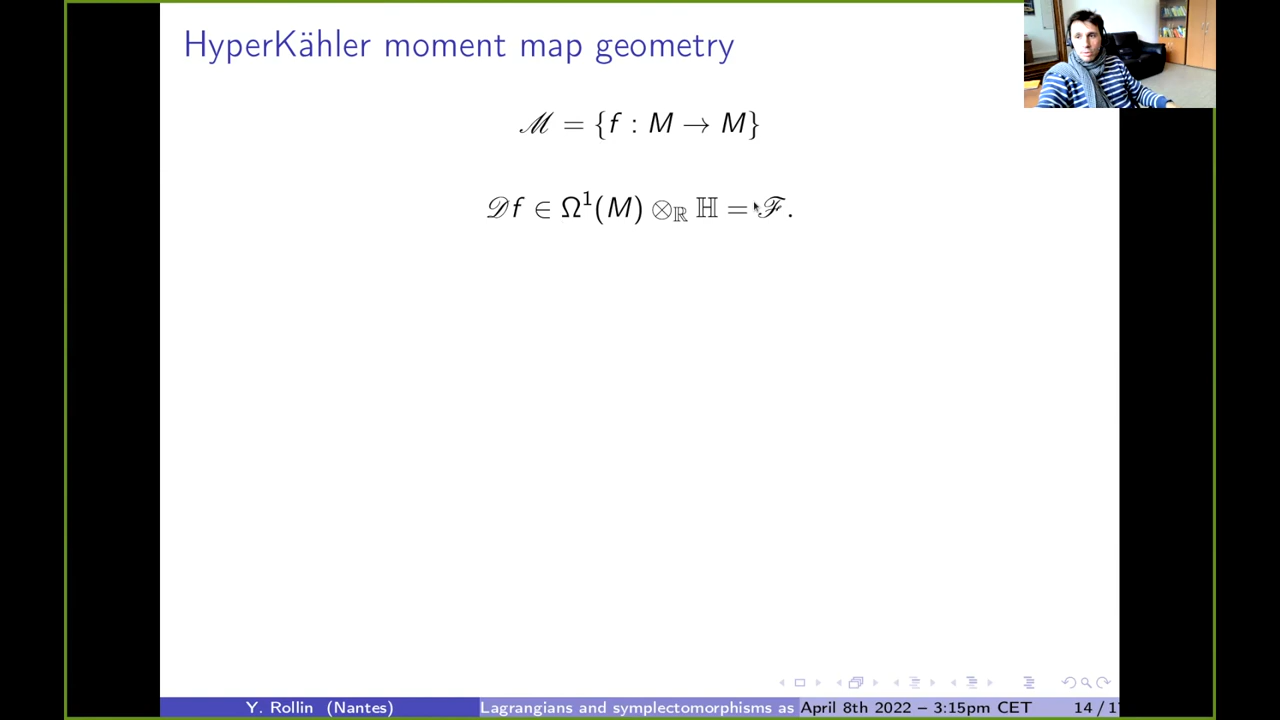 HyperKähler moment map geometry
ℳ = {f : M → M}
𝒟f ∈ Ω¹(M) ⊗_ℝ ℍ = ℱ.
Y. Rollin (Nantes) Lagrangians and symplectomorphisms as April 8th 2022 – 3:15pm CET 14 / 1